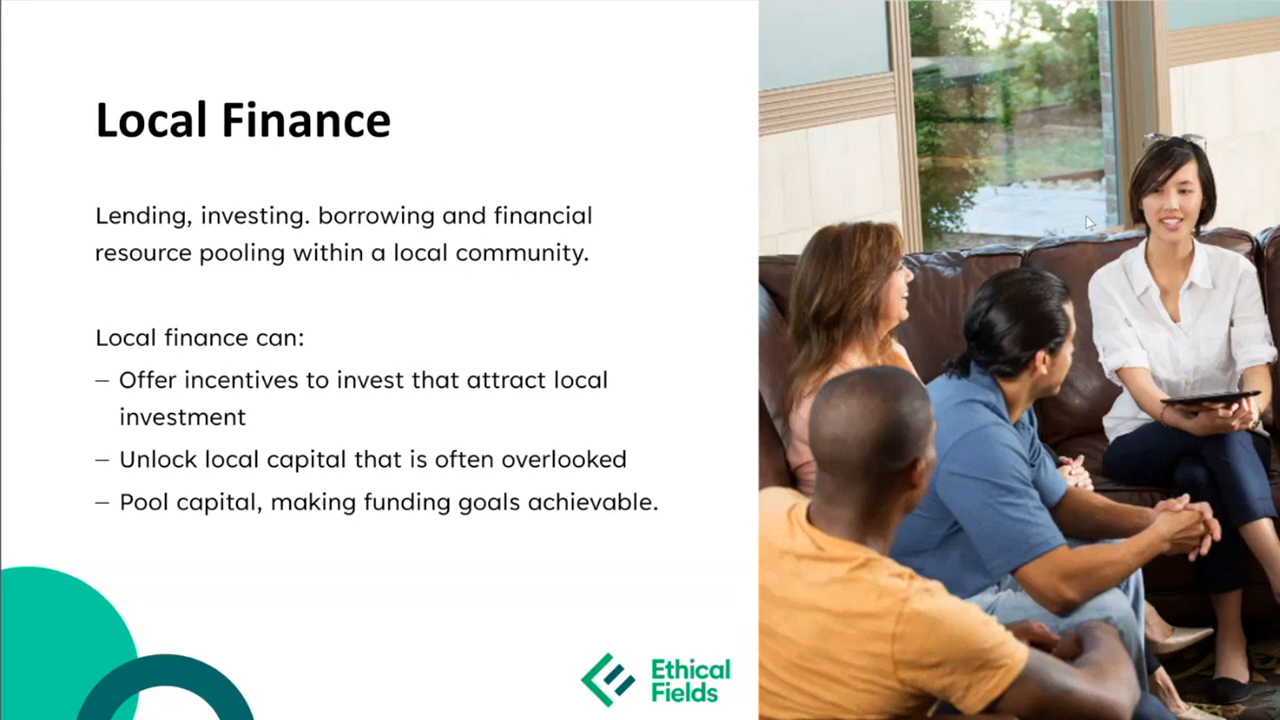 Local Finance
Lending, investing. borrowing and financial
resource pooling within a local community.
Local finance can:
– Offer incentives to invest that attract local
investment
– Unlock local capital that is often overlooked
– Pool capital, making funding goals achievable.
Ethical
Fields